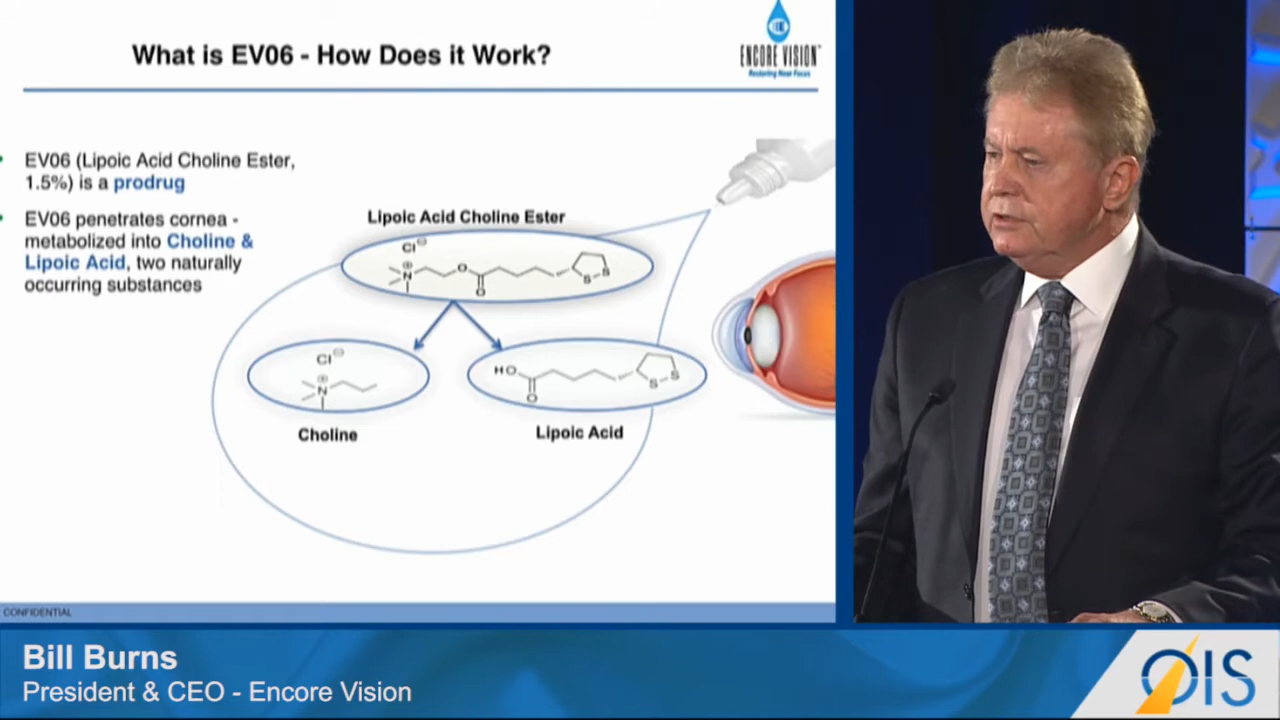 What is EV06 - How Does it Work?
ENCORE VISION
Restoring Near Focus
EV06 (Lipoic Acid Choline Ester,
1.5%) is a prodrug
EV06 penetrates cornea -
metabolized into Choline &
Lipoic Acid, two naturally
occurring substances
Lipoic Acid Choline Ester
Cl⊖
⊕
N
O
O
S
S
Cl⊖
⊕
N
Choline
HO
O
S
S
Lipoic Acid
CONFIDENTIAL
Bill Burns
President & CEO - Encore Vision
OIS